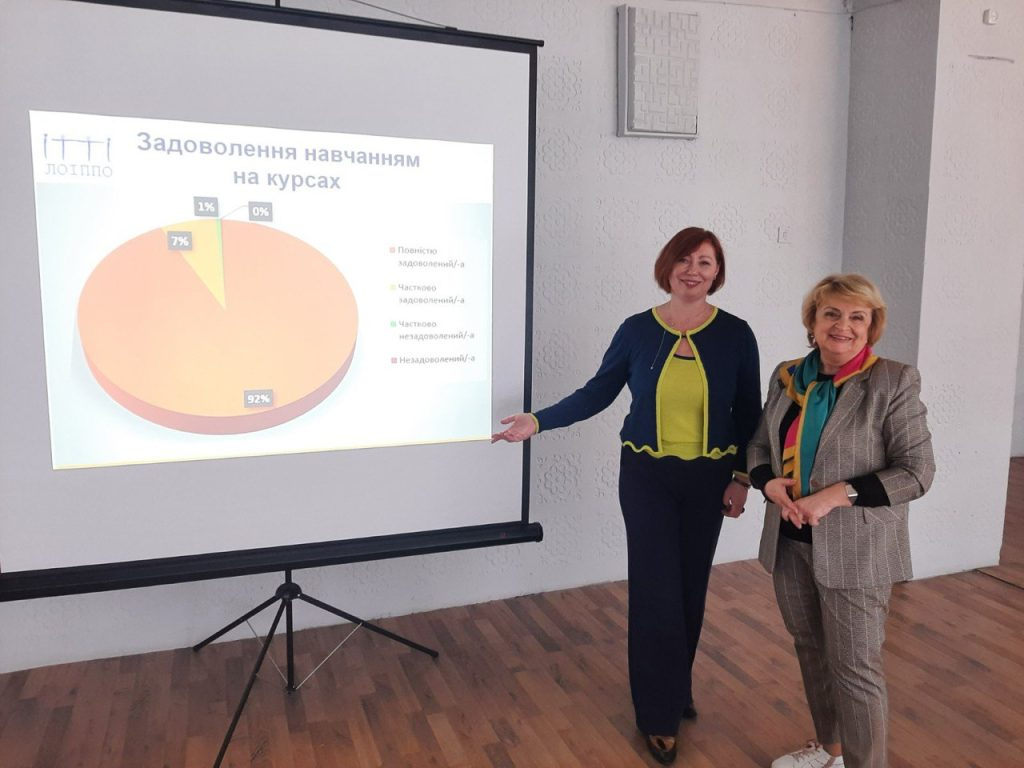 ЛОІППО
Задоволення навчанням
на курсах
1%
0%
7%
92%
Повністю
задоволений/-а
Частково
задоволений/-а
Частково
незадоволений/-а
Незадоволений/-а